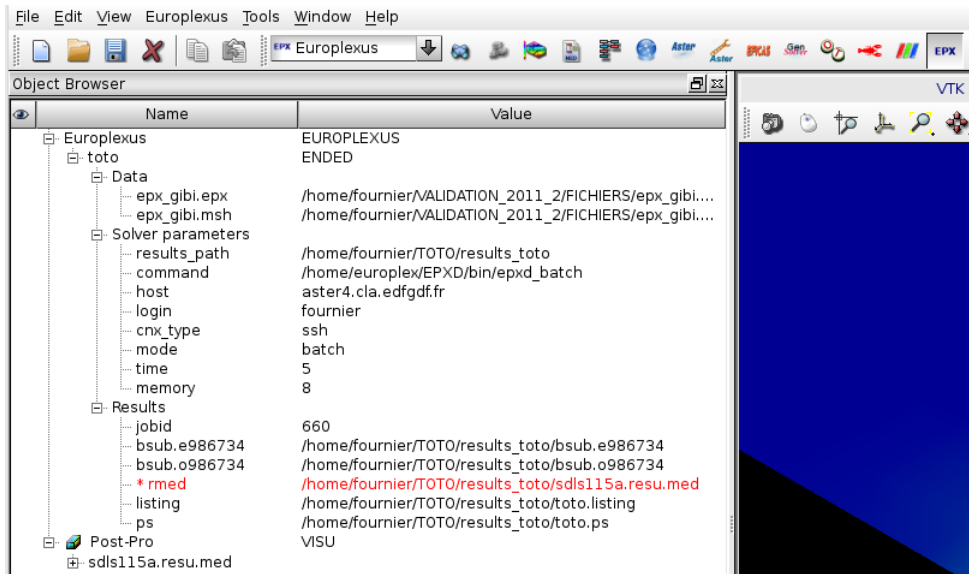 File Edit View Europlexus Tools Window Help
EPX Europlexus Aster Aster EPX
Object Browser
VTK
Name Value
Europlexus EUROPLEXUS
toto ENDED
Data
epx_gibi.epx /home/fournier/VALIDATION_2011_2/FICHIERS/epx_gibi....
epx_gibi.msh /home/fournier/VALIDATION_2011_2/FICHIERS/epx_gibi....
Solver parameters
results_path /home/fournier/TOTO/results_toto
command /home/europlex/EPXD/bin/epxd_batch
host aster4.cla.edfgdf.fr
login fournier
cnx_type ssh
mode batch
time 5
memory 8
Results
jobid 660
bsub.e986734 /home/fournier/TOTO/results_toto/bsub.e986734
bsub.o986734 /home/fournier/TOTO/results_toto/bsub.o986734
* rmed /home/fournier/TOTO/results_toto/sdls115a.resu.med
listing /home/fournier/TOTO/results_toto/toto.listing
ps /home/fournier/TOTO/results_toto/toto.ps
Post-Pro VISU
sdls115a.resu.med